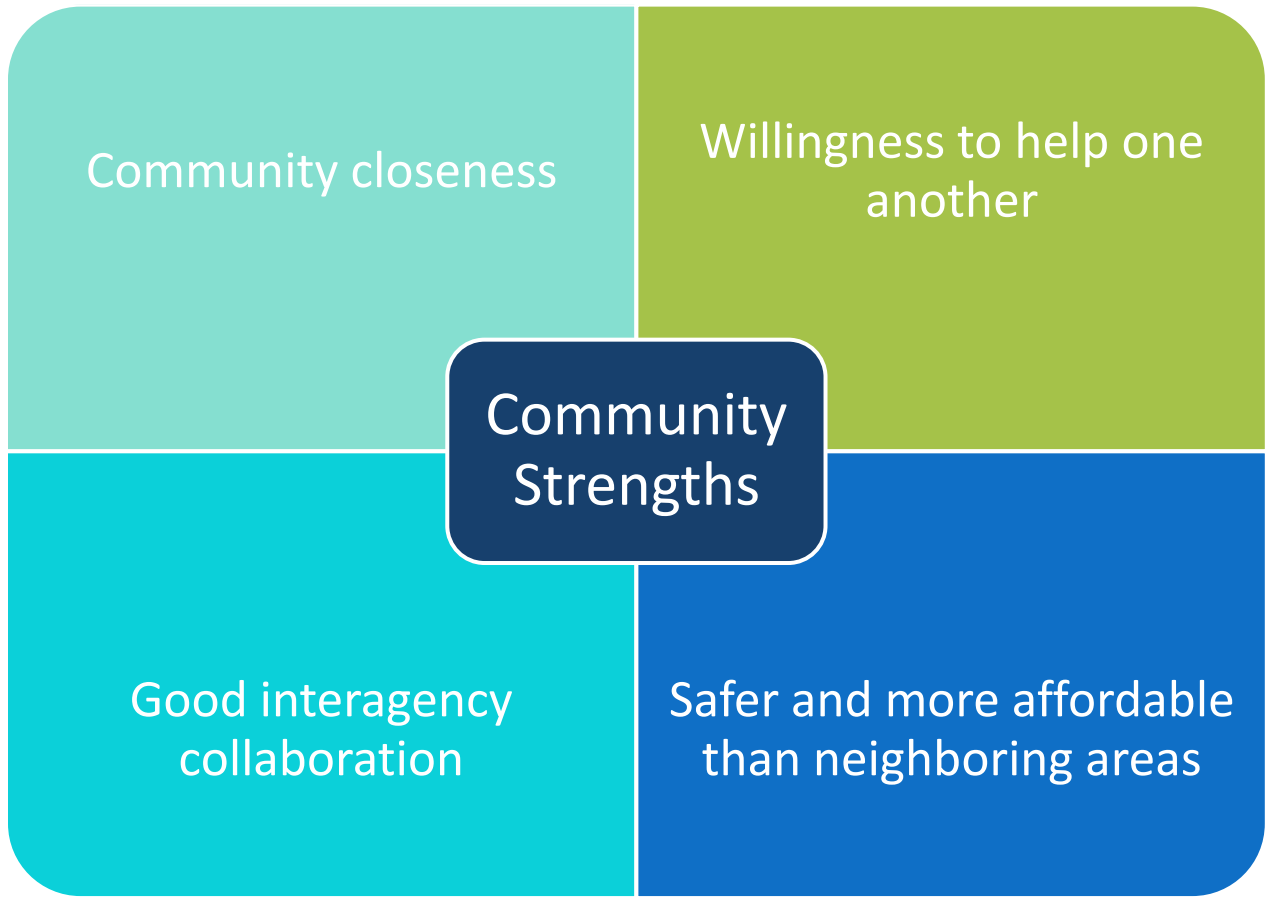 Community closeness
Willingness to help one
another
Community
Strengths
Good interagency
collaboration
Safer and more affordable
than neighboring areas